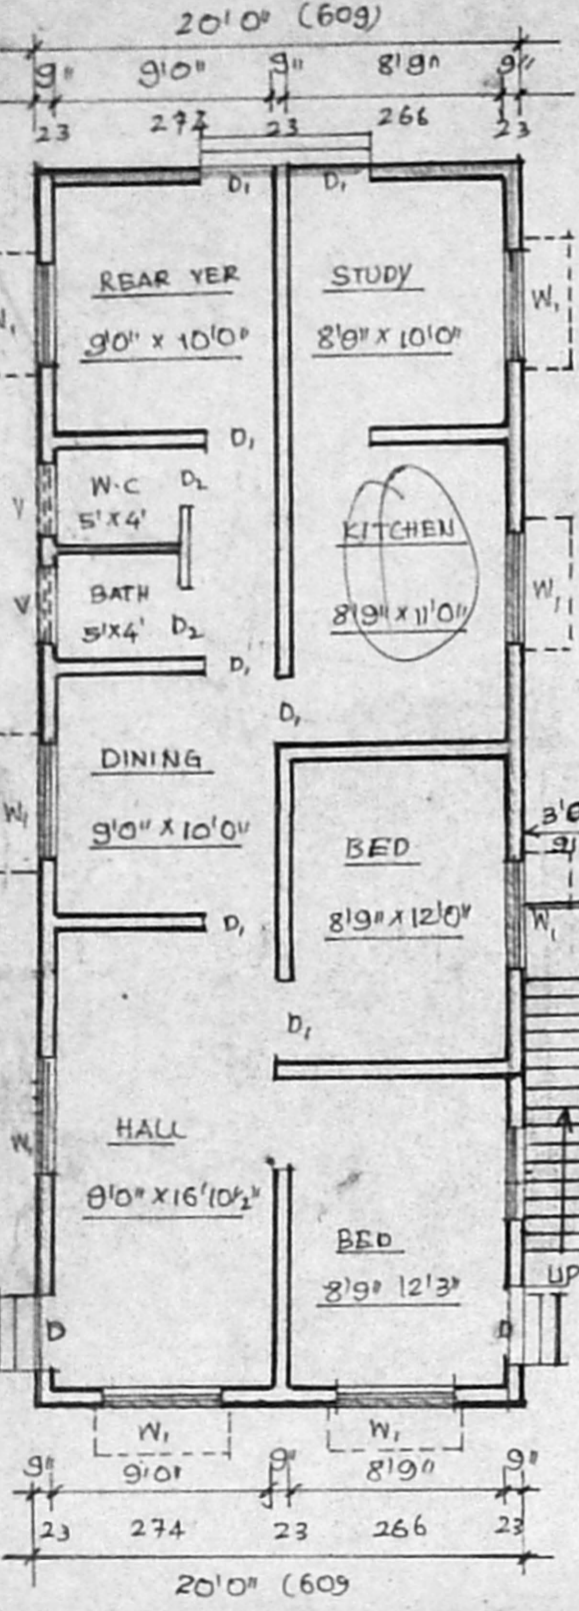 20'0" (609)
9" 9'0" 9" 8'9" 9"
23 274 23 266 23
D₁ D₁
REAR VER
9'0" X 10'0"
STUDY
8'9" X 10'0"
W₁
D₁
W.C
5'X4'
D₂
KITCHEN
8'9" X 11'0"
V
BATH
5'X4'
D₂
V
W₁
D₁
D₁
DINING
9'0" X 10'0"
W₁
BED
8'9" X 12'0"
W₁
D₁
D₁
HALL
9'0" X 16'10½"
W₁
BED
8'9" 12'3"
UP
D
D
W₁ W₁
9" 9'0" 9" 8'9" 9"
23 274 23 266 23
20'0" (609